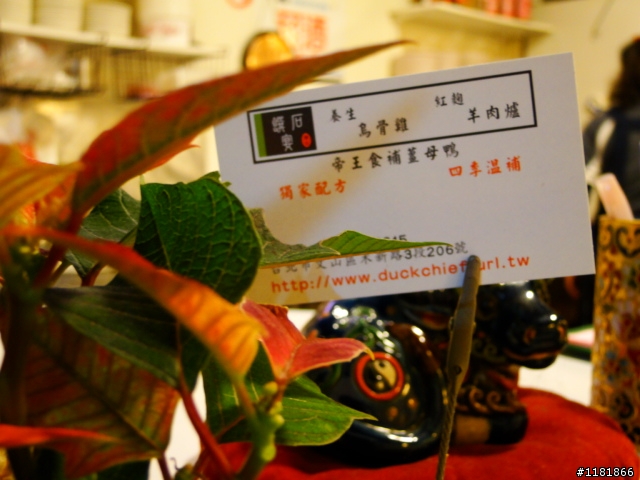 養生 烏骨雞
紅麴 羊肉爐
帝王食補薑母鴨
獨家配方
四季溫補
台北市文山區木新路3段206號
http://www.duckchief.url.tw
#1181866